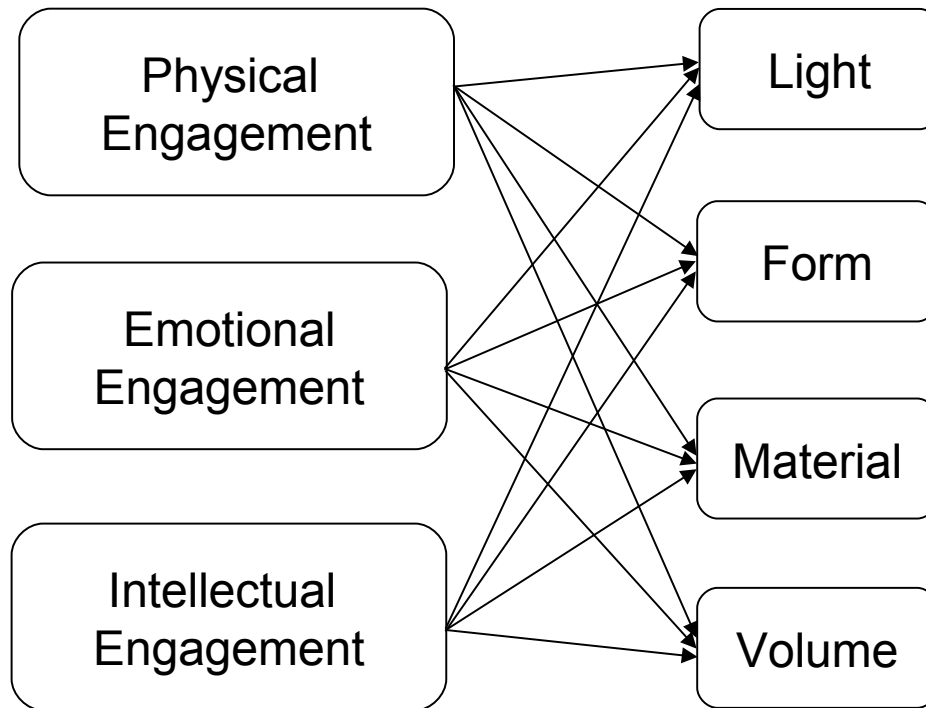 Physical
Engagement
Emotional
Engagement
Intellectual
Engagement
Light
Form
Material
Volume